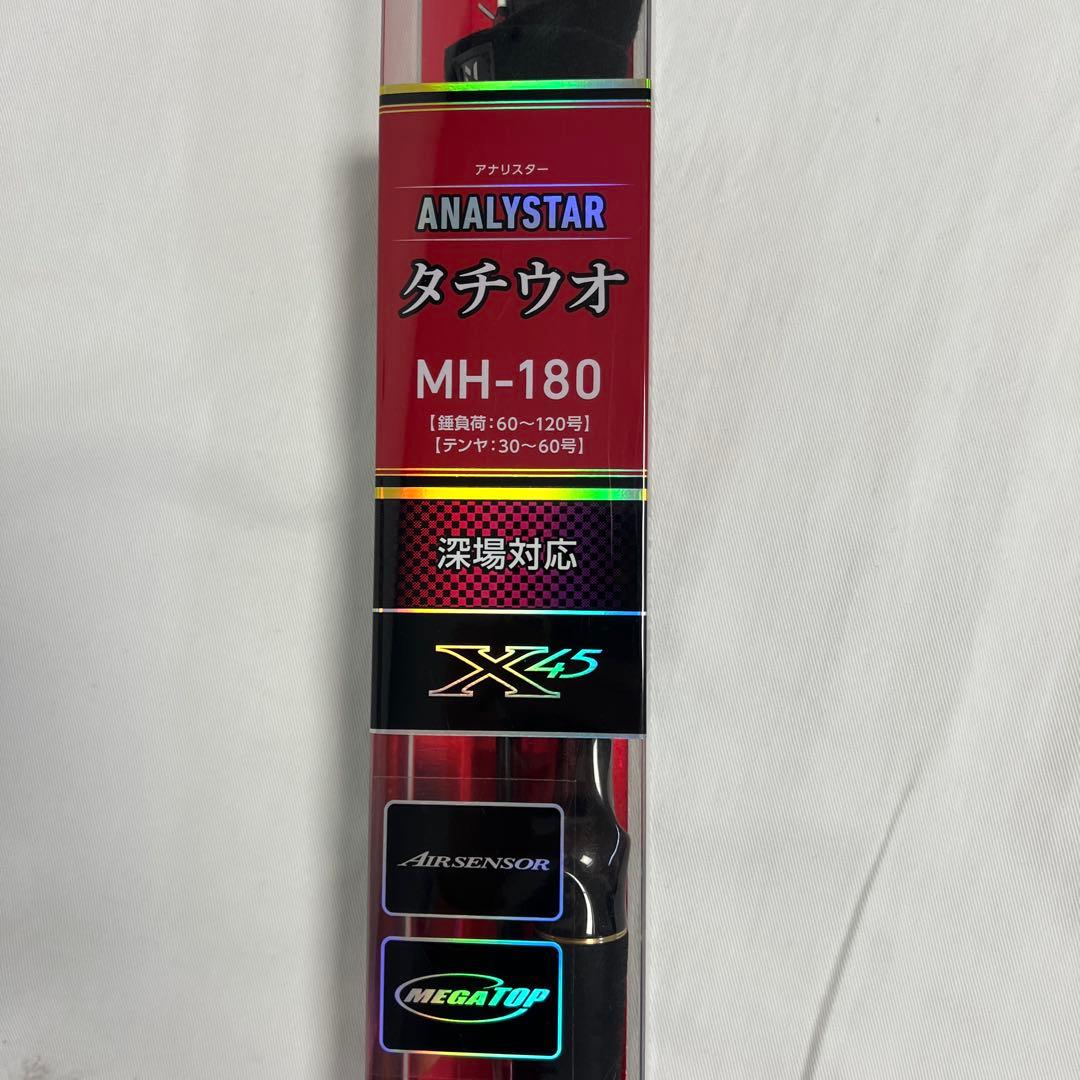 アナリスター
ANALYSTAR
タチウオ
MH-180
【錘負荷:60〜120号】
【テンヤ:30〜60号】
深場対応
X45
AIRSENSOR
MEGATOP